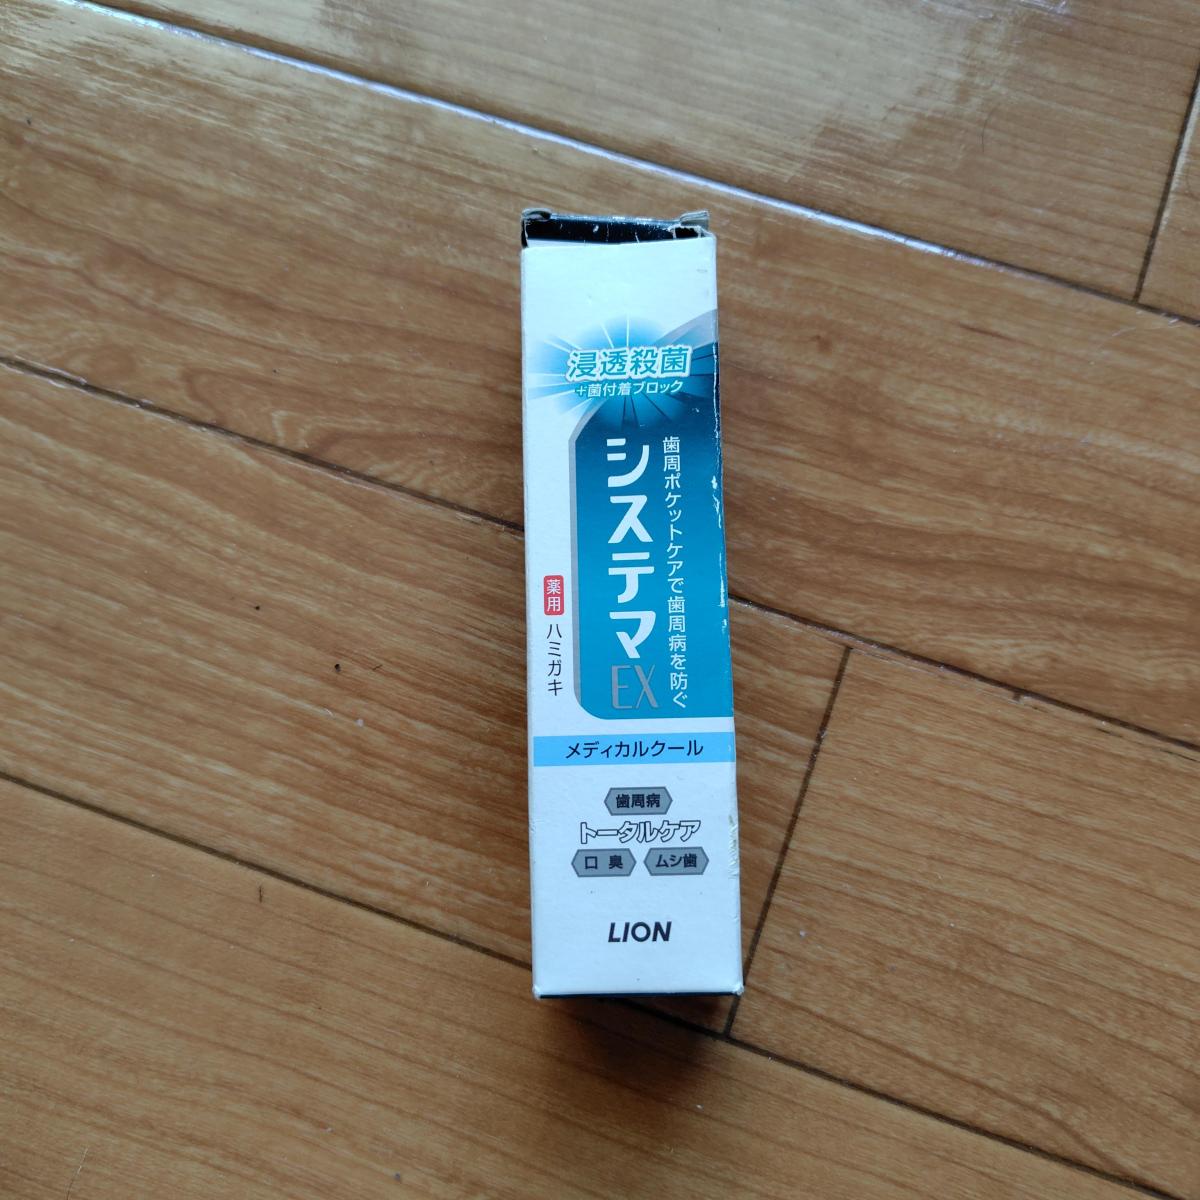 浸透殺菌
+菌付着ブロック
歯周ポケットケアで歯周病を防ぐ
システマEX
薬用
ハミガキ
メディカルクール
歯周病
トータルケア
口臭
ムシ歯
LION